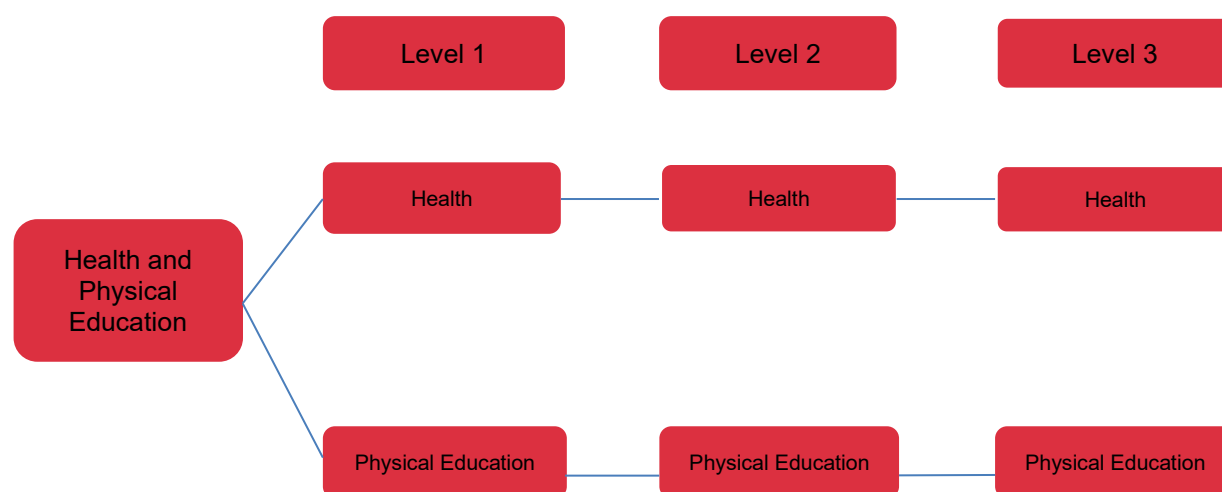 Level 1
Level 2
Level 3
Health
Health
Health
Health and
Physical
Education
Physical Education
Physical Education
Physical Education